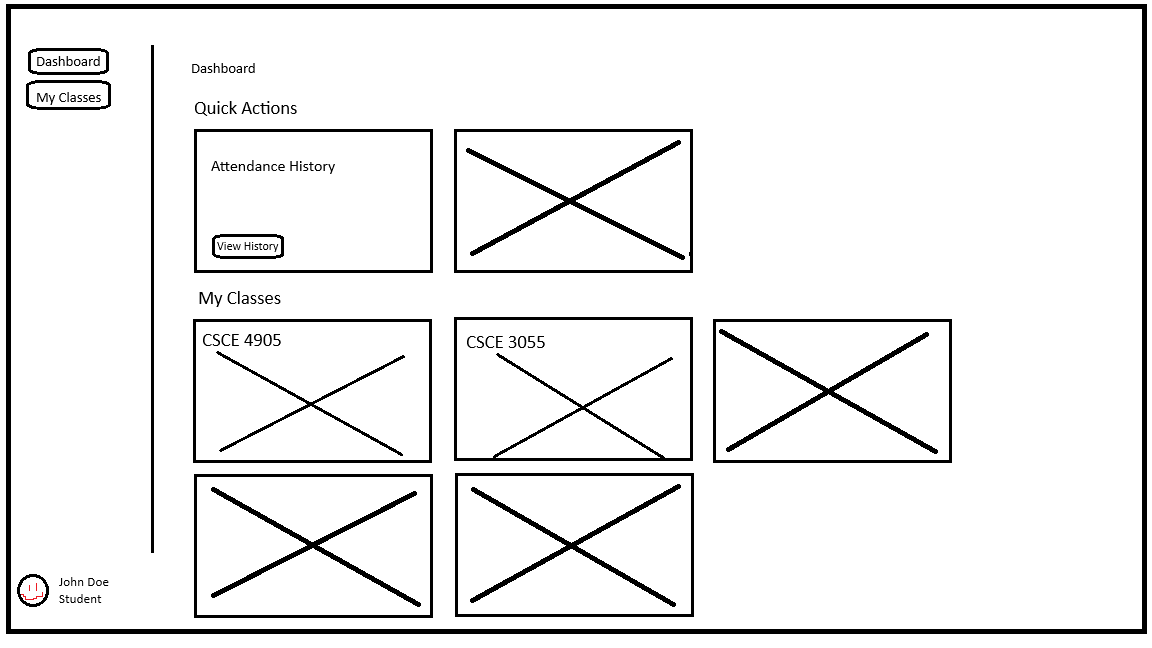 Dashboard
My Classes
Dashboard
Quick Actions
Attendance History
View History
My Classes
CSCE 4905
CSCE 3055
John Doe
Student